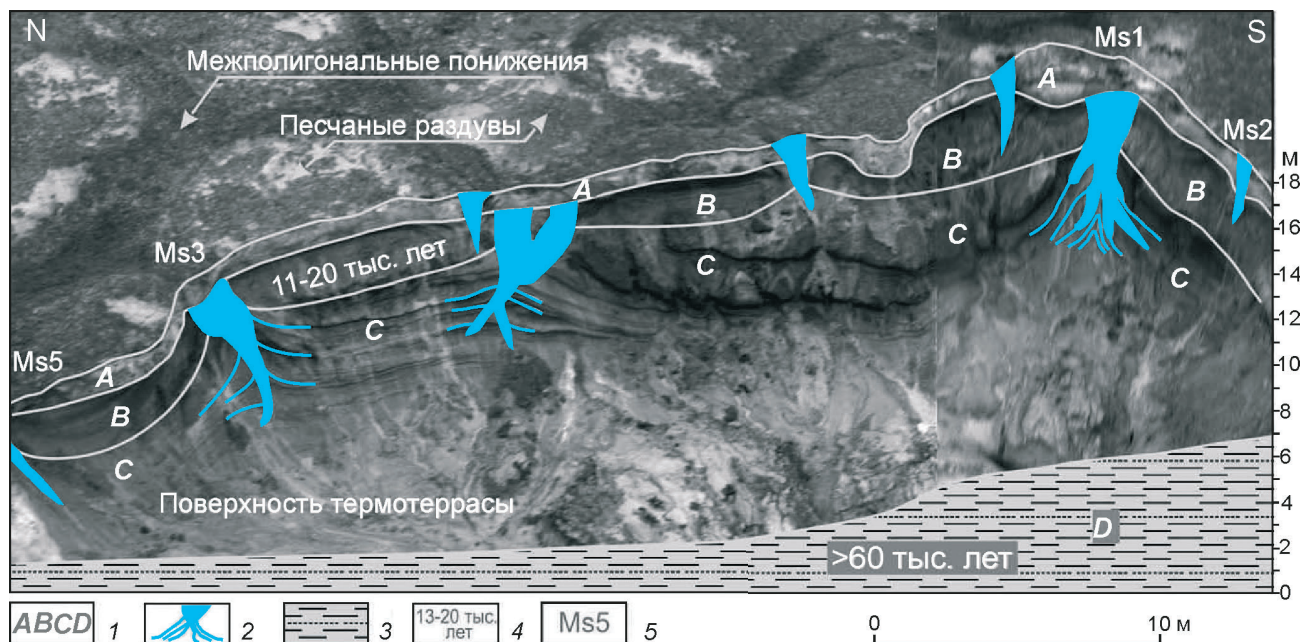 N
S
Межполигональные понижения
Песчаные раздувы
Ms1
Ms2
Ms3
Ms5
A
A
A
B
B
B
B
11-20 тыс. лет
C
C
C
C
C
Поверхность термотеррасы
D
>60 тыс. лет
М
18
16
14
12
10
8
6
4
2
0
ABCD 1
2
3
13-20 тыс. лет 4
Ms5 5
0 10 м